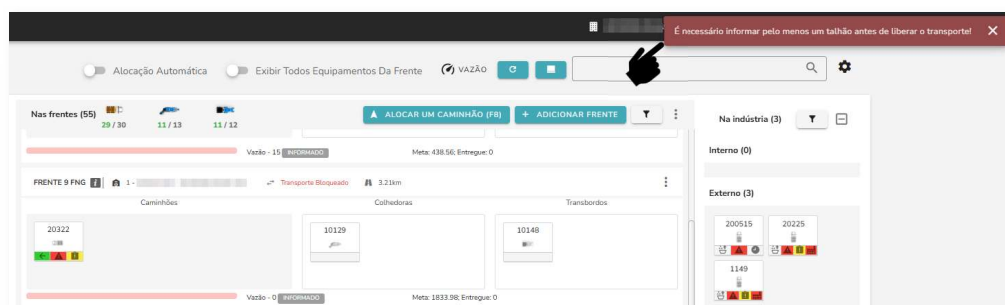 É necessário informar pelo menos um talhão antes de liberar o transporte! X
Alocação Automática Exibir Todos Equipamentos Da Frente VAZÃO
Nas frentes (55) 29 / 30 11 / 13 11 / 12 ALOCAR UM CAMINHÃO (F8) + ADICIONAR FRENTE
Na indústria (3)
Vazão - 15 INFORMADO Meta: 438.56; Entregue: 0
Interno (0)
FRENTE 9 FNG i 1 - Transporte Bloqueado 3.21km
Caminhões Colhedoras Transbordos
Externo (3)
20322 10129 10148
200515 20225
1149
Vazão - 0 INFORMADO Meta: 1833.98; Entregue: 0